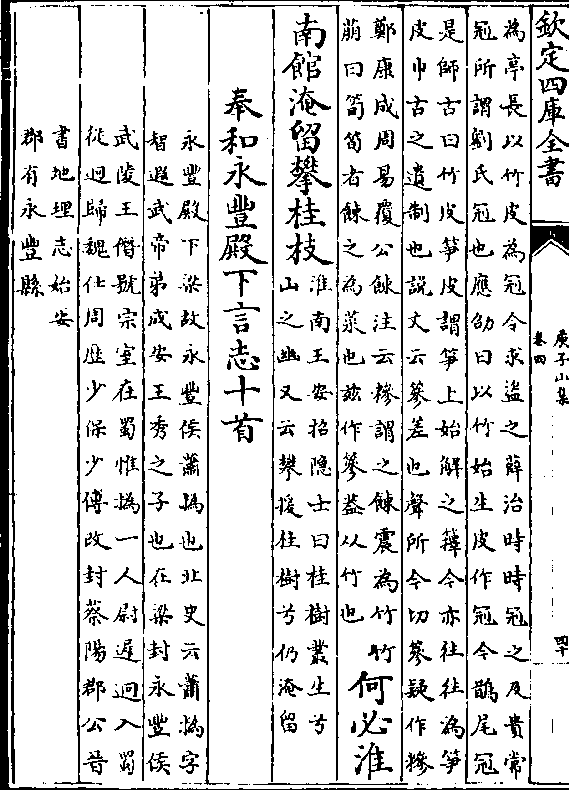 欽定四庫全書
庾子山集
卷四
四十
為亭長以竹皮為冠令求盜之薛治時時冠之及貴常
冠所謂劉氏冠也應劭曰以竹始生皮作冠今鵲尾冠
是師古曰竹皮筍皮謂筍上始解之籜今亦往往為筍
皮巾古之遺制也說文云篸差也聲所今切篸疑作糝
鄭康成周易覆公餗注云糝謂之餗震為竹竹
萌曰筍筍者餗之為菜也兹作篸葢从竹也
何必淮
南館淹留攀桂枝
淮南王安招隐士曰桂樹叢生兮
山之幽又云攀援桂樹兮仍淹留
奉和永豐殿下言志十首
永豐殿下梁故永豐侯蕭撝也北史云蕭撝字
智遐武帝弟成安王秀之子也在梁封永豐侯
武陵王僭號宗室在蜀惟撝一人尉遲迥入蜀
從迥歸魏仕周歴少保少傅改封蔡陽郡公晉
書地理志始安
郡有永豐縣